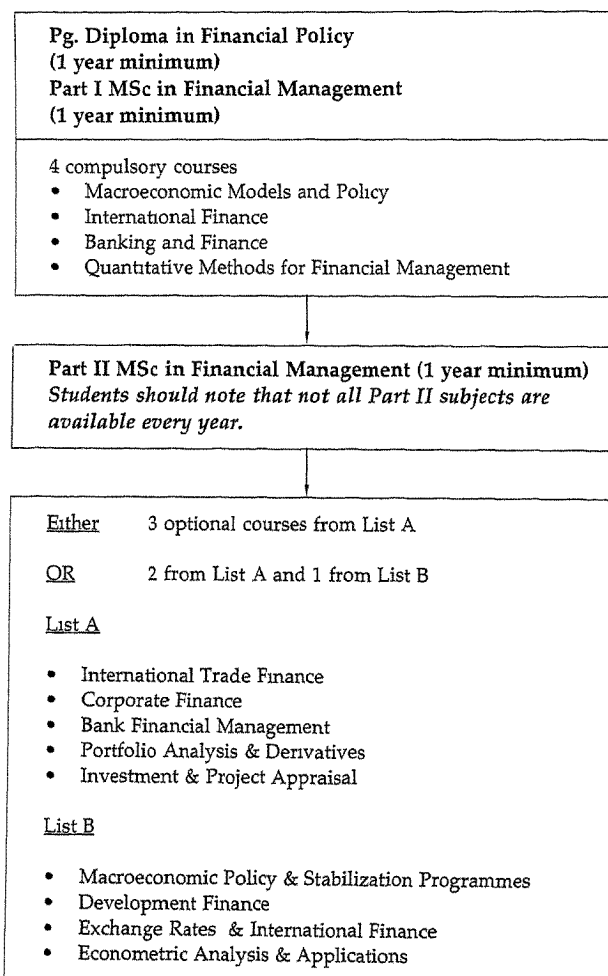 Pg. Diploma in Financial Policy
(1 year minimum)
Part I MSc in Financial Management
(1 year minimum)
4 compulsory courses
• Macroeconomic Models and Policy
• International Finance
• Banking and Finance
• Quantitative Methods for Financial Management
Part II MSc in Financial Management (1 year minimum)
Students should note that not all Part II subjects are
available every year.
Either 3 optional courses from List A
OR 2 from List A and 1 from List B
List A
• International Trade Finance
• Corporate Finance
• Bank Financial Management
• Portfolio Analysis & Derivatives
• Investment & Project Appraisal
List B
• Macroeconomic Policy & Stabilization Programmes
• Development Finance
• Exchange Rates & International Finance
• Econometric Analysis & Applications